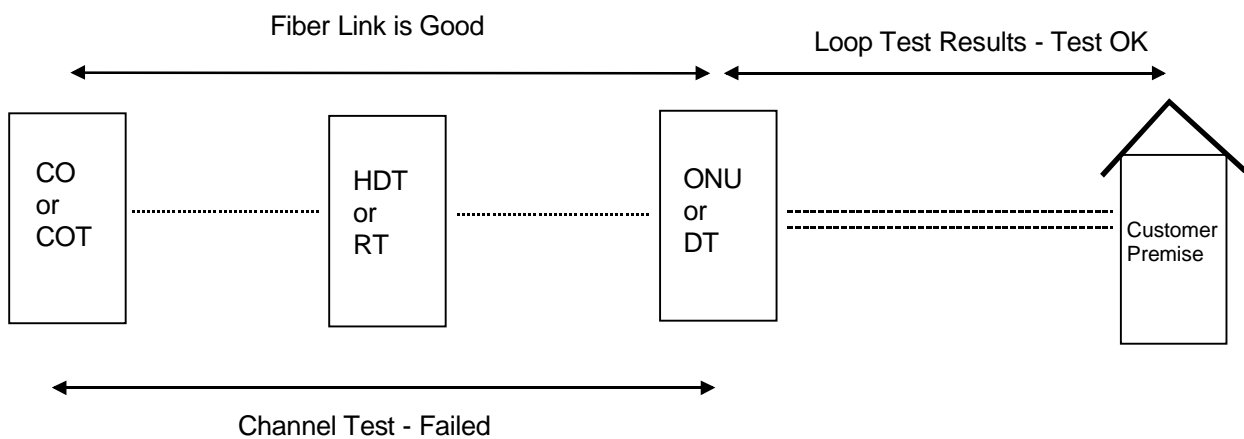 Fiber Link is Good
Loop Test Results - Test OK
CO
or
COT
HDT
or
RT
ONU
or
DT
Customer
Premise
Channel Test - Failed